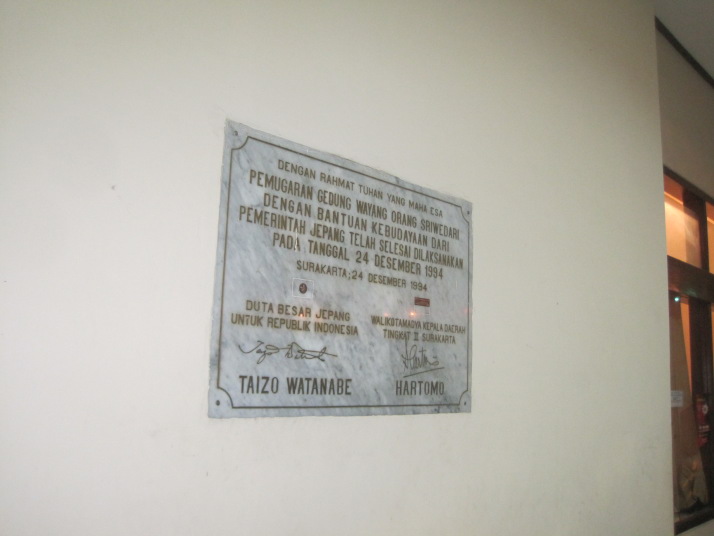 DENGAN RAHMAT TUHAN YANG MAHA ESA
PEMUGARAN GEDUNG WAYANG ORANG SRIWEDARI
DENGAN BANTUAN KEBUDAYAAN DARI
PEMERINTAH JEPANG TELAH SELESAI DILAKSANAKAN
PADA TANGGAL 24 DESEMBER 1994
SURAKARTA; 24 DESEMBER 1994
DUTA BESAR JEPANG
UNTUK REPUBLIK INDONESIA
TAIZO WATANABE
WALIKOTAMADYA KEPALA DAERAH
TINGKAT II SURAKARTA
HARTOMO